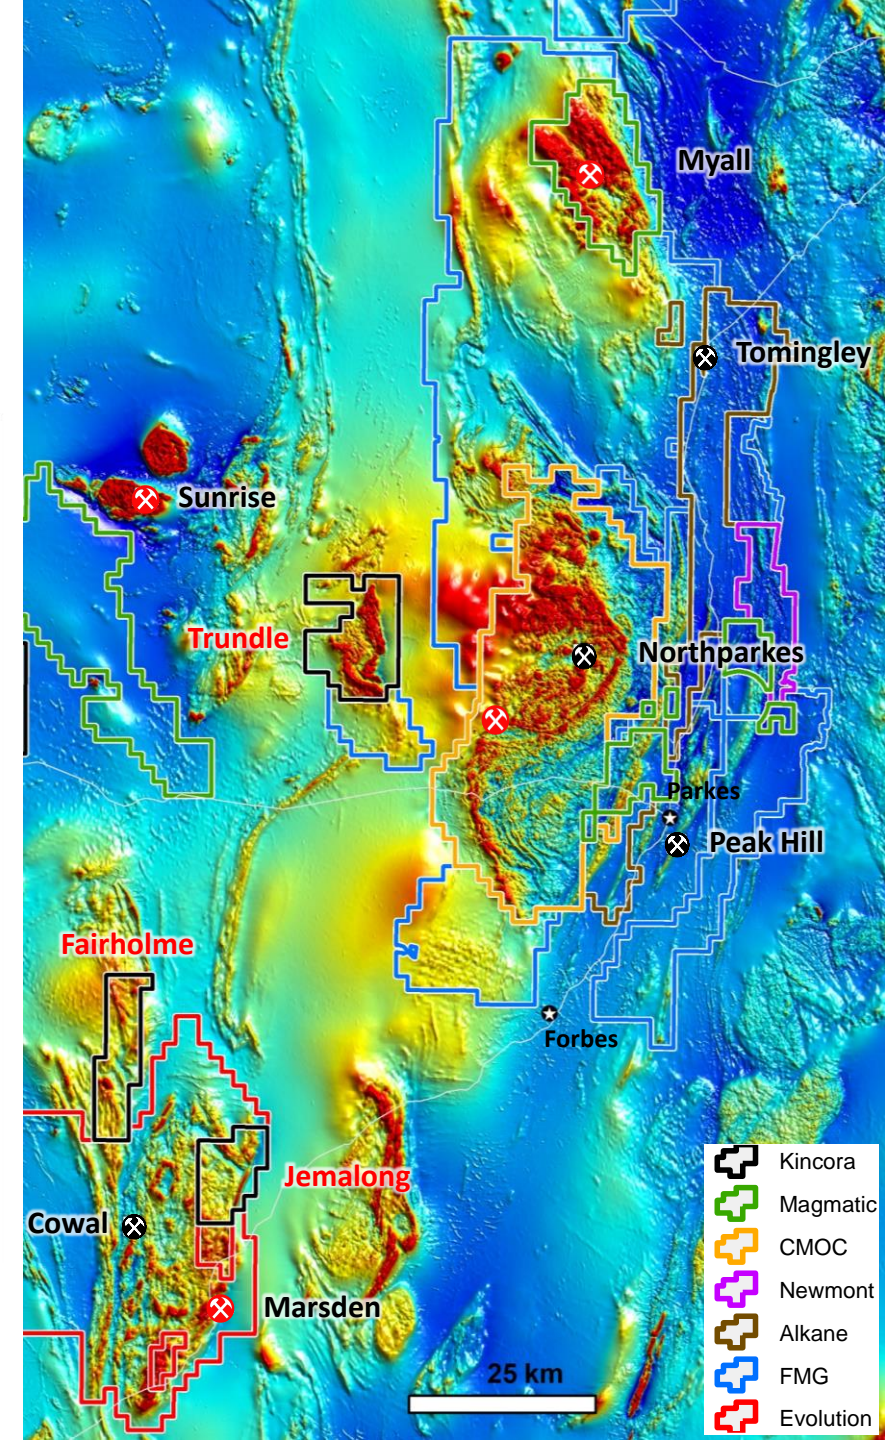 Myall
Tomingley
Sunrise
Trundle
Northparkes
Parkes
Peak Hill
Fairholme
Forbes
Jemalong
Cowal
Marsden
25 km
Kincora
Magmatic
CMOC
Newmont
Alkane
FMG
Evolution